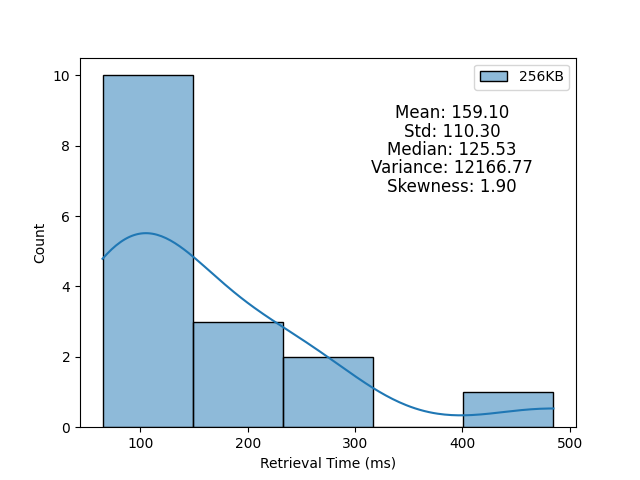 256KB
Mean: 159.10
Std: 110.30
Median: 125.53
Variance: 12166.77
Skewness: 1.90
10
8
6
4
2
0
Count
100 200 300 400 500
Retrieval Time (ms)